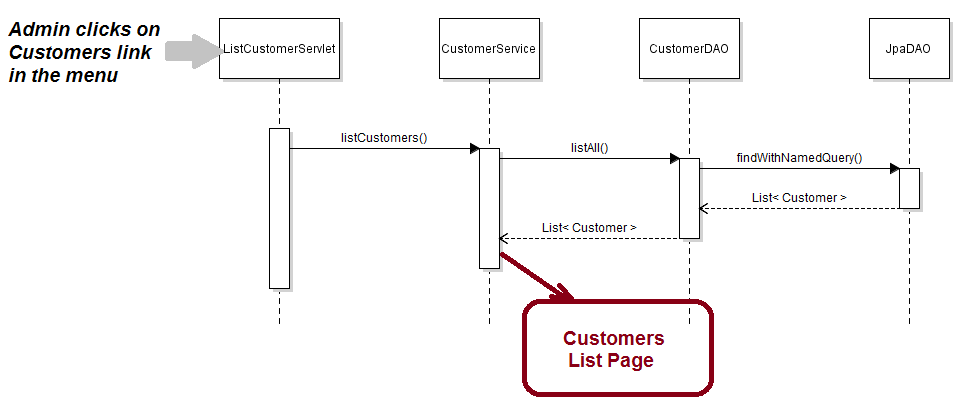 Admin clicks on
Customers link
in the menu
ListCustomerServlet
CustomerService
CustomerDAO
JpaDAO
listCustomers()
listAll()
findWithNamedQuery()
List< Customer >
List< Customer >
Customers
List Page